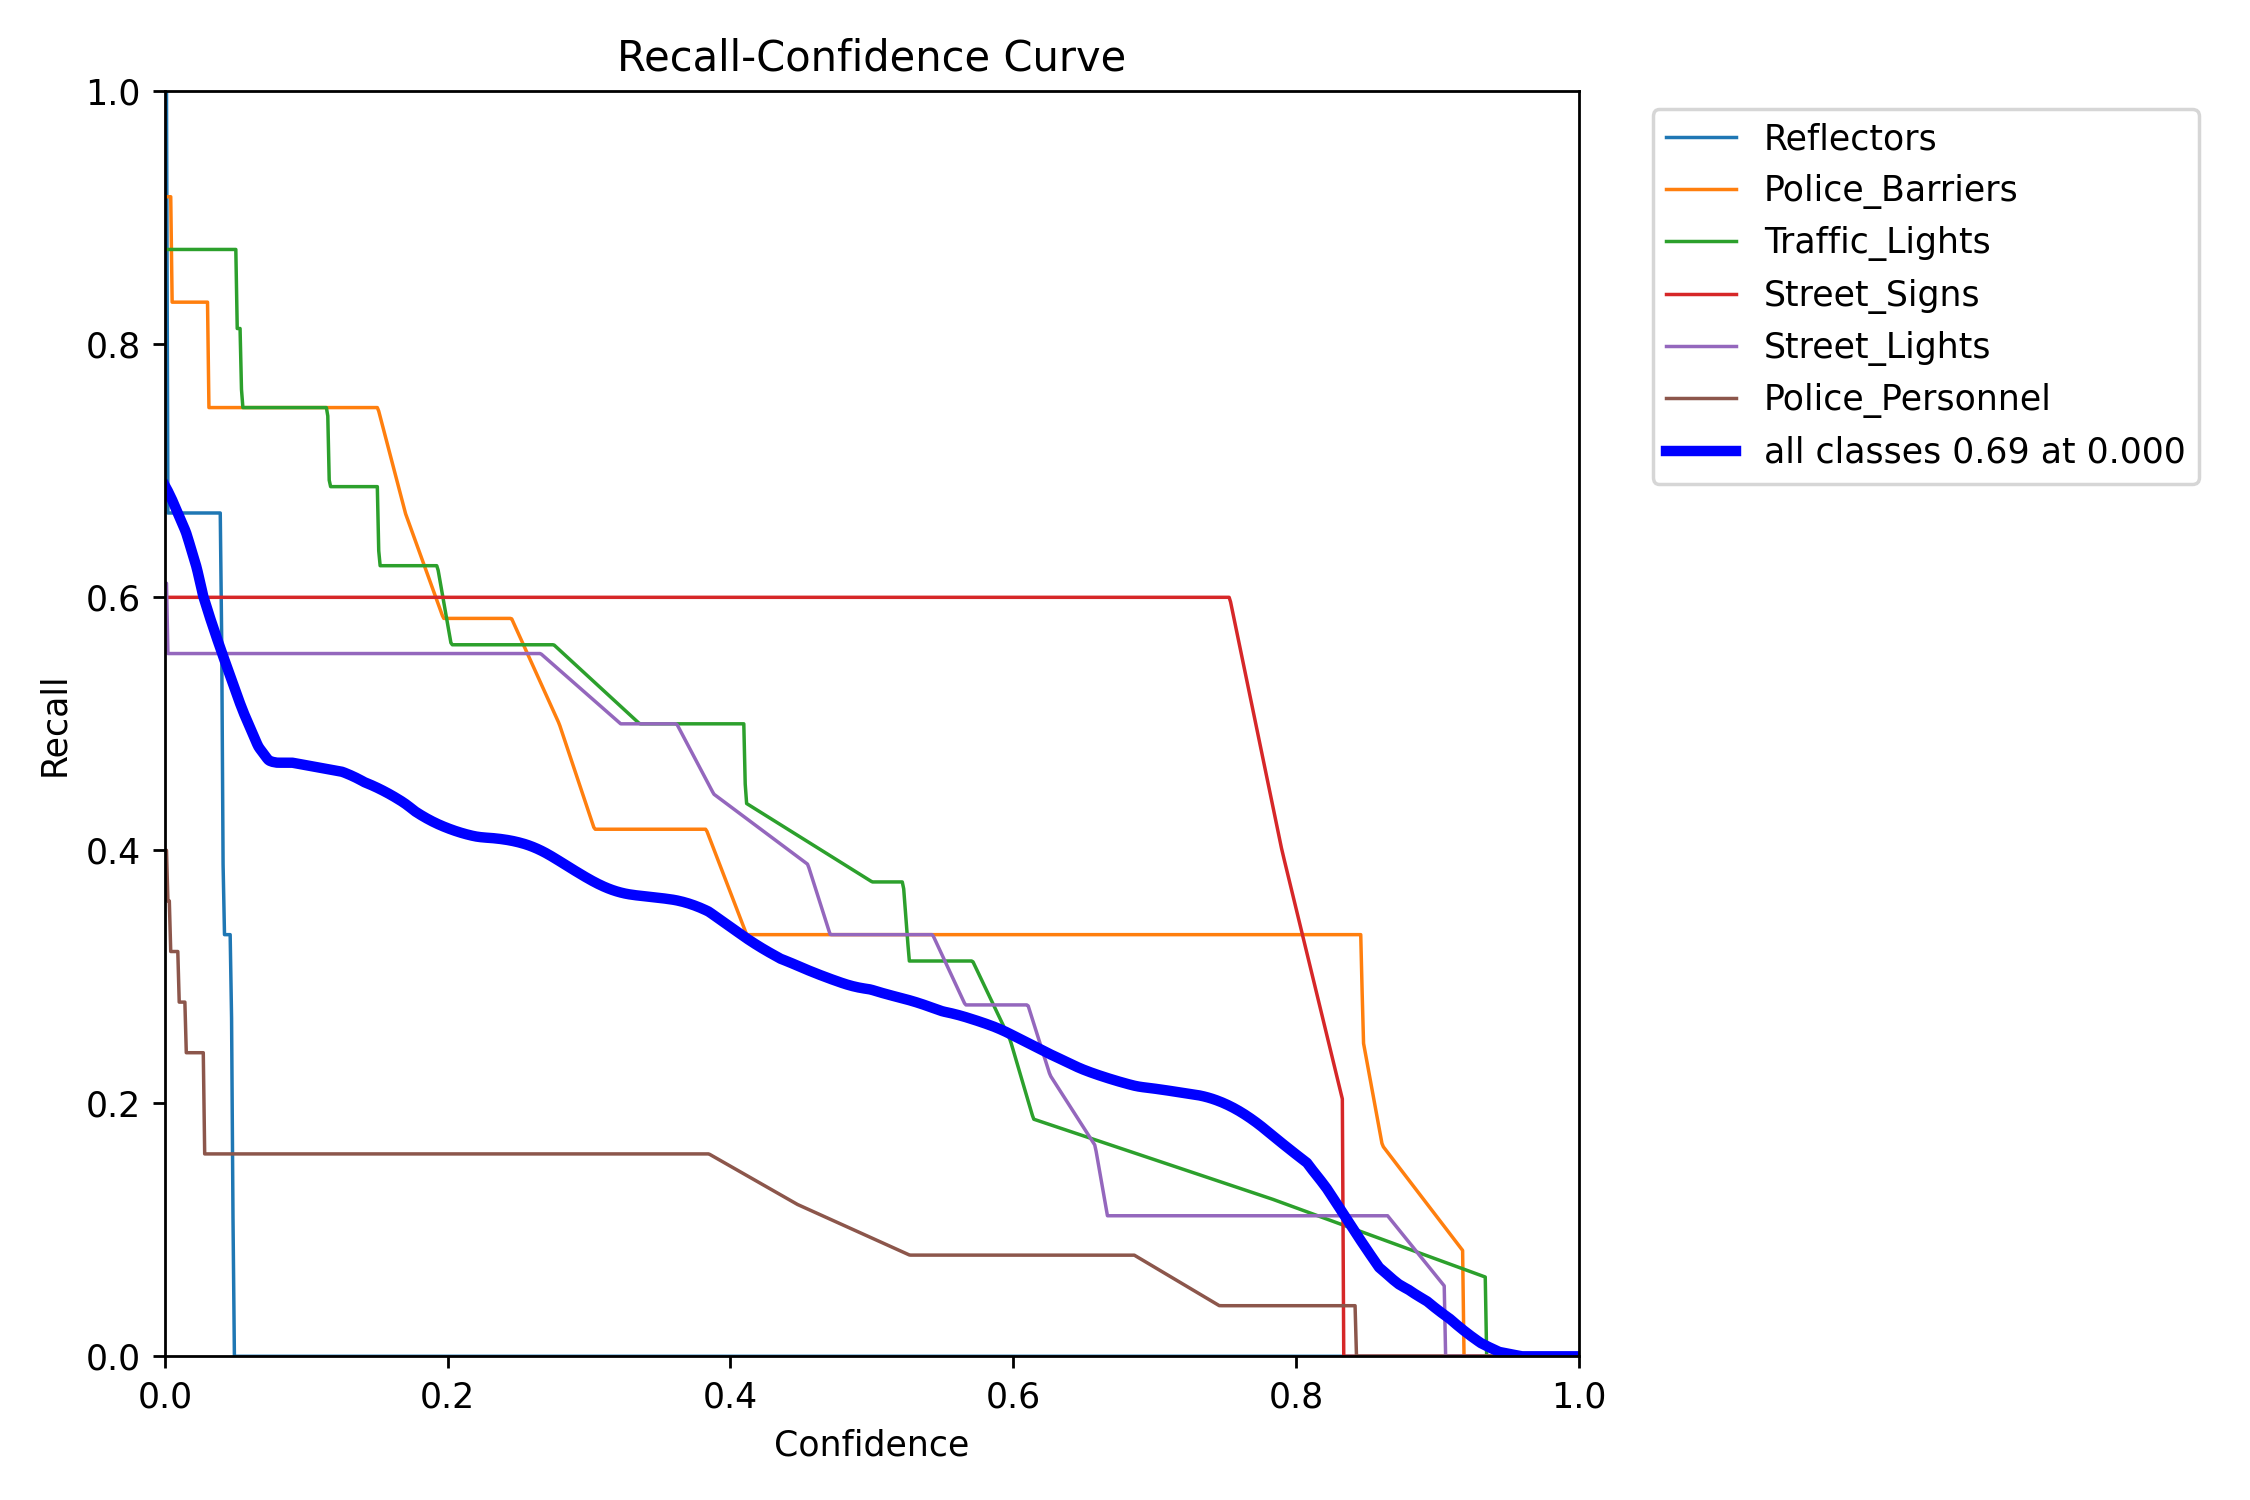 Recall-Confidence Curve
1.0
0.8
0.6
0.4
0.2
0.0
Recall
0.0 0.2 0.4 0.6 0.8 1.0
Confidence
Reflectors
Police_Barriers
Traffic_Lights
Street_Signs
Street_Lights
Police_Personnel
all classes 0.69 at 0.000